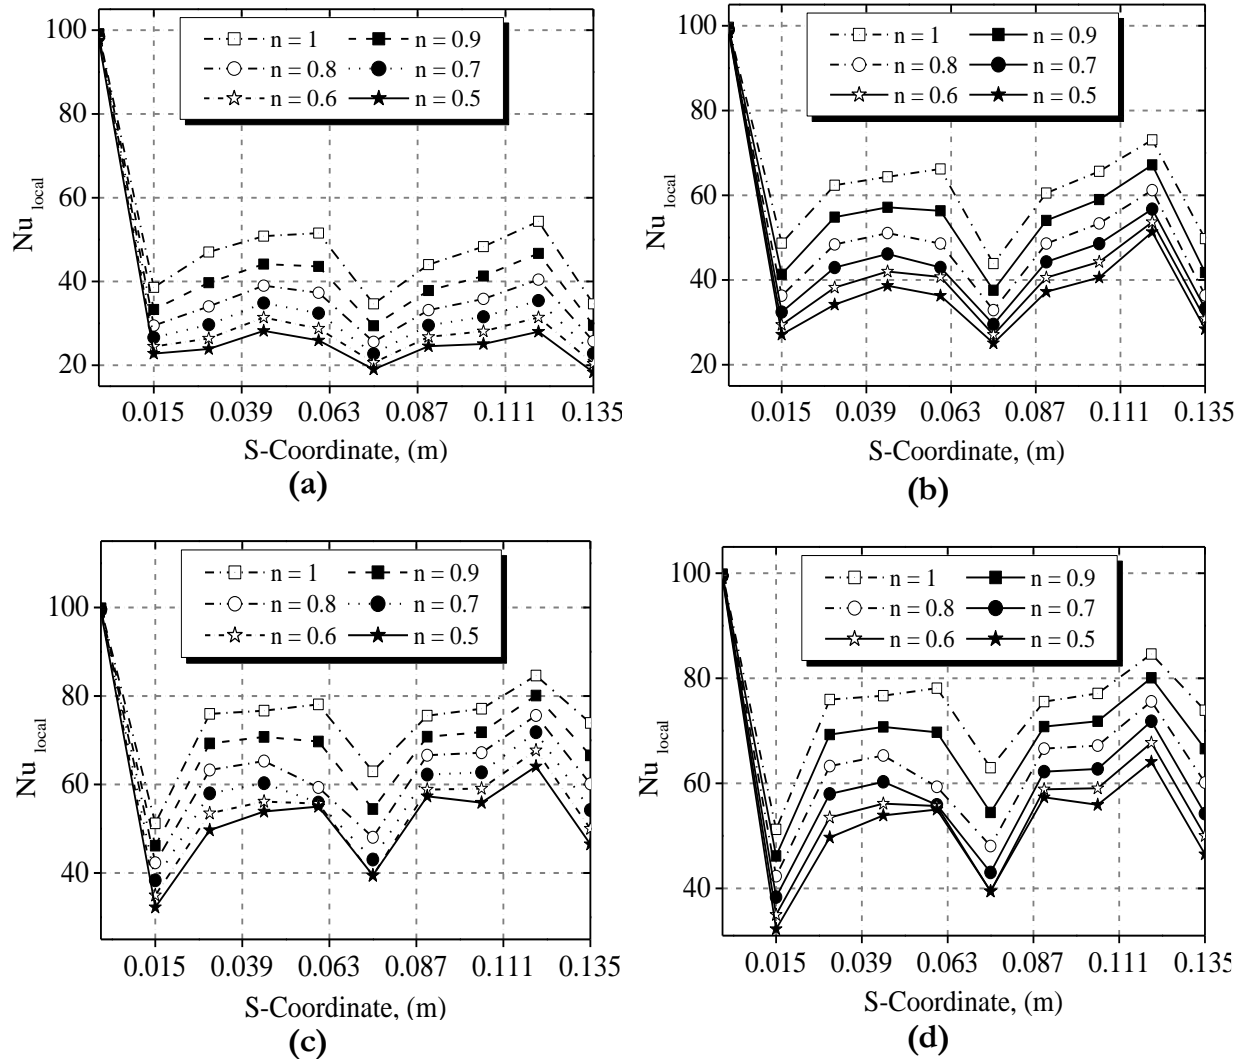 (a)
100
80
60
40
20
Nu local
n = 1 n = 0.9
n = 0.8 n = 0.7
n = 0.6 n = 0.5
0.015 0.039 0.063 0.087 0.111 0.135
S-Coordinate, (m)
(a)
(b)
100
80
60
40
20
Nu local
n = 1 n = 0.9
n = 0.8 n = 0.7
n = 0.6 n = 0.5
0.015 0.039 0.063 0.087 0.111 0.135
S-Coordinate, (m)
(b)
(c)
100
80
60
40
Nu local
n = 1 n = 0.9
n = 0.8 n = 0.7
n = 0.6 n = 0.5
0.015 0.039 0.063 0.087 0.111 0.135
S-Coordinate, (m)
(c)
(d)
100
80
60
40
Nu local
n = 1 n = 0.9
n = 0.8 n = 0.7
n = 0.6 n = 0.5
0.015 0.039 0.063 0.087 0.111 0.135
S-Coordinate, (m)
(d)